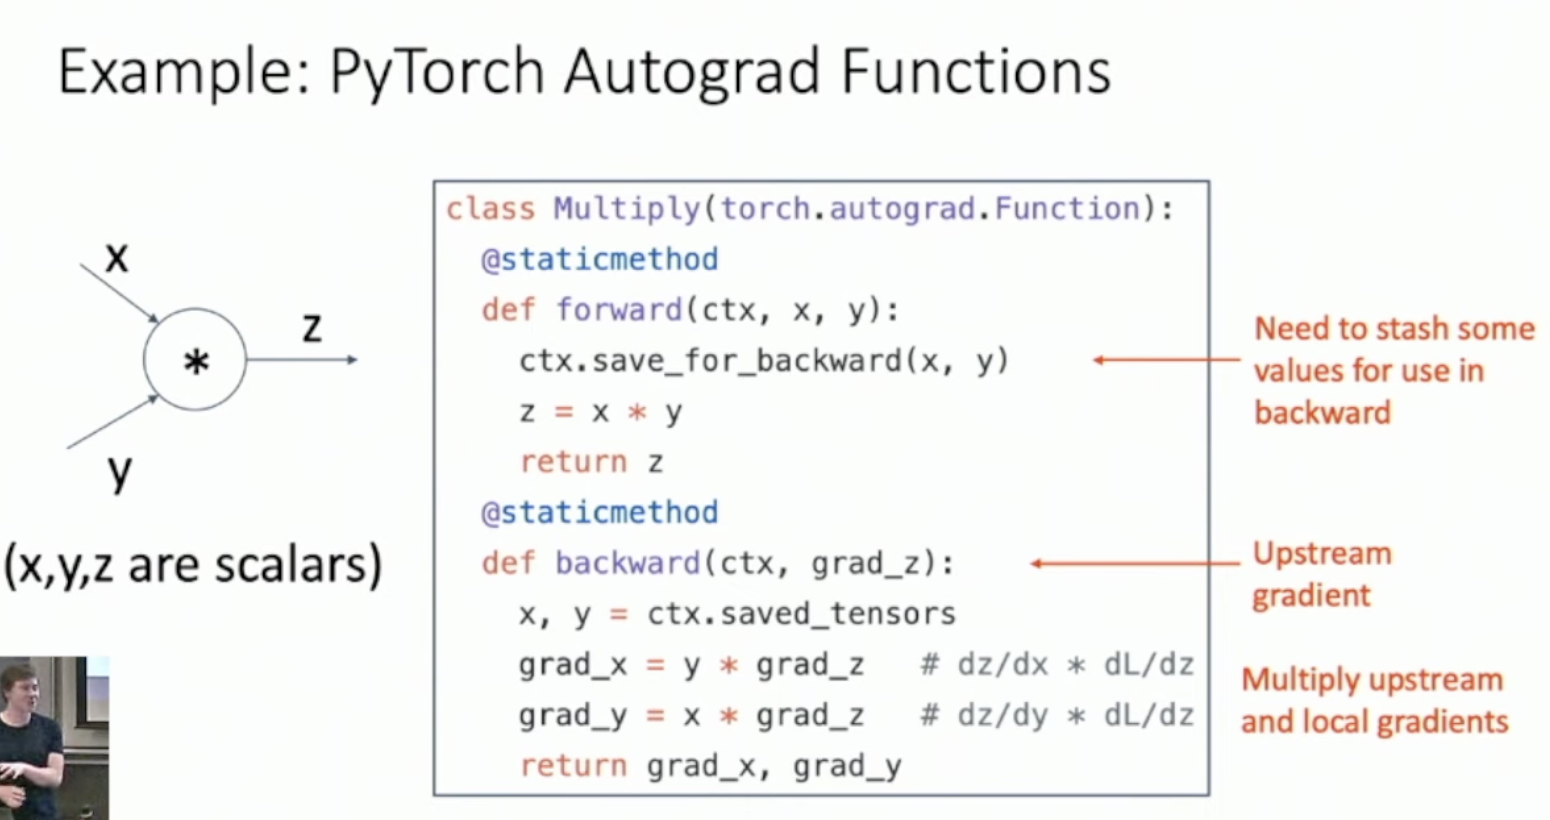 Example: PyTorch Autograd Functions
x
*
z
y
(x,y,z are scalars)
class Multiply(torch.autograd.Function):
@staticmethod
def forward(ctx, x, y):
ctx.save_for_backward(x, y)
z = x * y
return z
@staticmethod
def backward(ctx, grad_z):
x, y = ctx.saved_tensors
grad_x = y * grad_z # dz/dx * dL/dz
grad_y = x * grad_z # dz/dy * dL/dz
return grad_x, grad_y
Need to stash some
values for use in
backward
Upstream
gradient
Multiply upstream
and local gradients